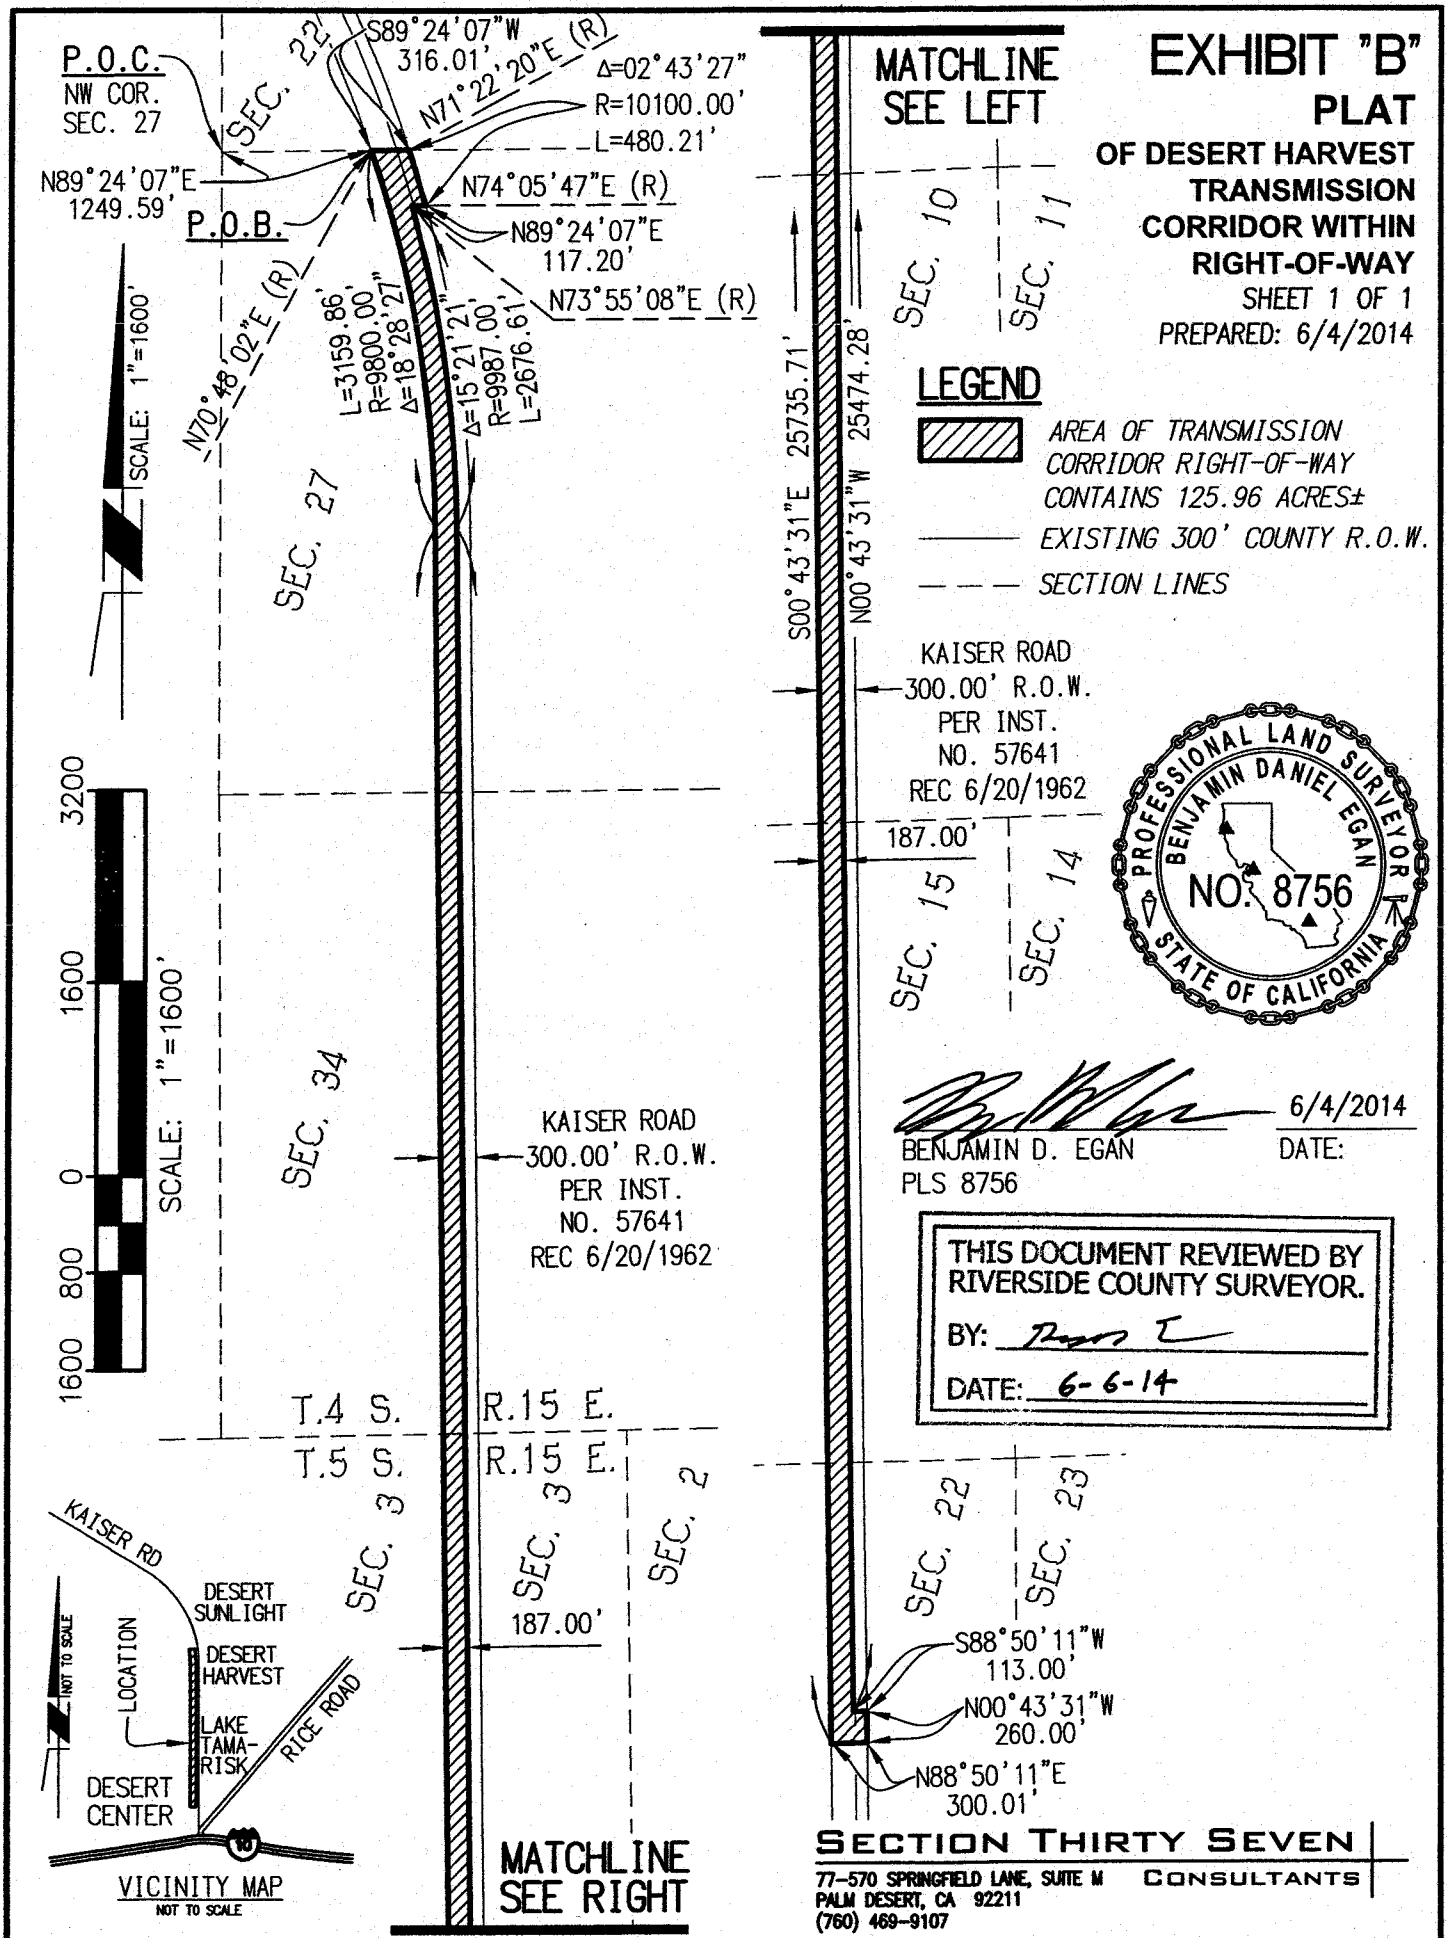 EXHIBIT "B"
PLAT
OF DESERT HARVEST
TRANSMISSION
CORRIDOR WITHIN
RIGHT-OF-WAY
SHEET 1 OF 1
PREPARED: 6/4/2014
P.O.C.
NW COR.
SEC. 27
SEC. 22
S89°24'07"W
316.01'
N71°22'20"E (R)
Δ=02°43'27"
R=10100.00'
L=480.21'
N89°24'07"E
1249.59'
P.O.B.
N74°05'47"E (R)
N89°24'07"E
117.20'
N73°55'08"E (R)
N70°48'02"E (R)
L=3159.86'
R=9800.00'
Δ=18°28'27"
Δ=15°21'21"
R=9987.00'
L=2676.61'
SCALE: 1"=1600'
SEC. 27
3200
1600
0
800
1600
SCALE: 1"=1600'
SEC. 34
KAISER ROAD
300.00' R.O.W.
PER INST.
NO. 57641
REC 6/20/1962
T.4 S. R.15 E.
T.5 S. R.15 E.
SEC. 3
SEC. 3
SEC. 2
187.00'
KAISER RD
DESERT
SUNLIGHT
DESERT
HARVEST
LOCATION
LAKE
TAMA-
RISK
RICE ROAD
DESERT
CENTER
NOT TO SCALE
10
VICINITY MAP
NOT TO SCALE
MATCHLINE
SEE RIGHT
MATCHLINE
SEE LEFT
SEC. 10
SEC. 11
S00°43'31"E 25735.71'
N00°43'31"W 25474.28'
LEGEND
AREA OF TRANSMISSION
CORRIDOR RIGHT-OF-WAY
CONTAINS 125.96 ACRES±
EXISTING 300' COUNTY R.O.W.
SECTION LINES
KAISER ROAD
300.00' R.O.W.
PER INST.
NO. 57641
REC 6/20/1962
187.00'
SEC. 15
SEC. 14
PROFESSIONAL LAND SURVEYOR
BENJAMIN DANIEL EGAN
NO. 8756
STATE OF CALIFORNIA
6/4/2014
BENJAMIN D. EGAN
DATE:
PLS 8756
THIS DOCUMENT REVIEWED BY
RIVERSIDE COUNTY SURVEYOR.
BY:
DATE: 6-6-14
SEC. 22
SEC. 23
S88°50'11"W
113.00'
N00°43'31"W
260.00'
N88°50'11"E
300.01'
SECTION THIRTY SEVEN
CONSULTANTS
77-570 SPRINGFIELD LANE, SUITE M
PALM DESERT, CA 92211
(760) 469-9107